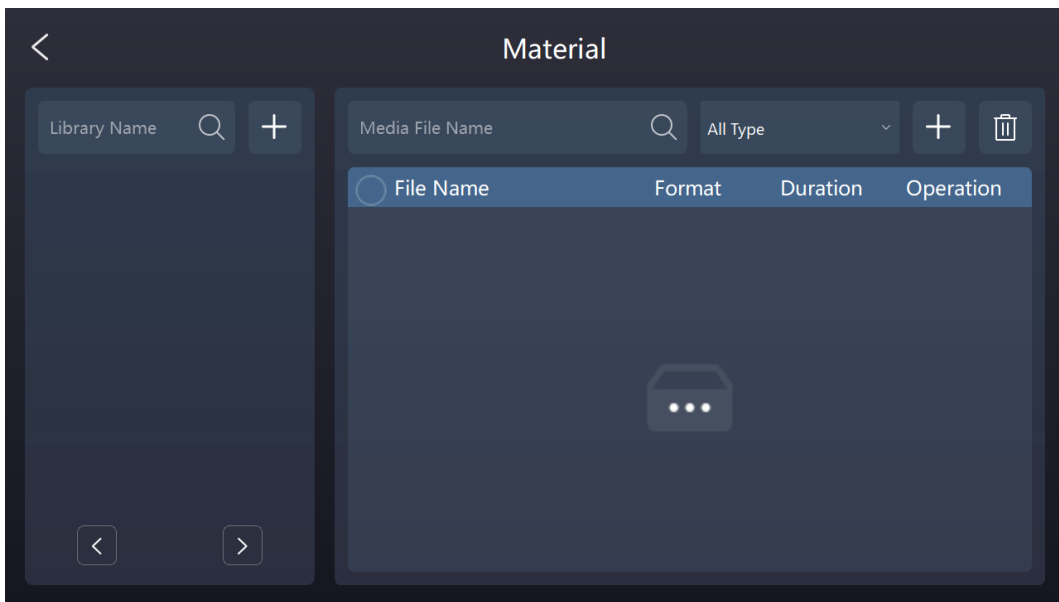 Material
Library Name
Media File Name
All Type
File Name Format Duration Operation